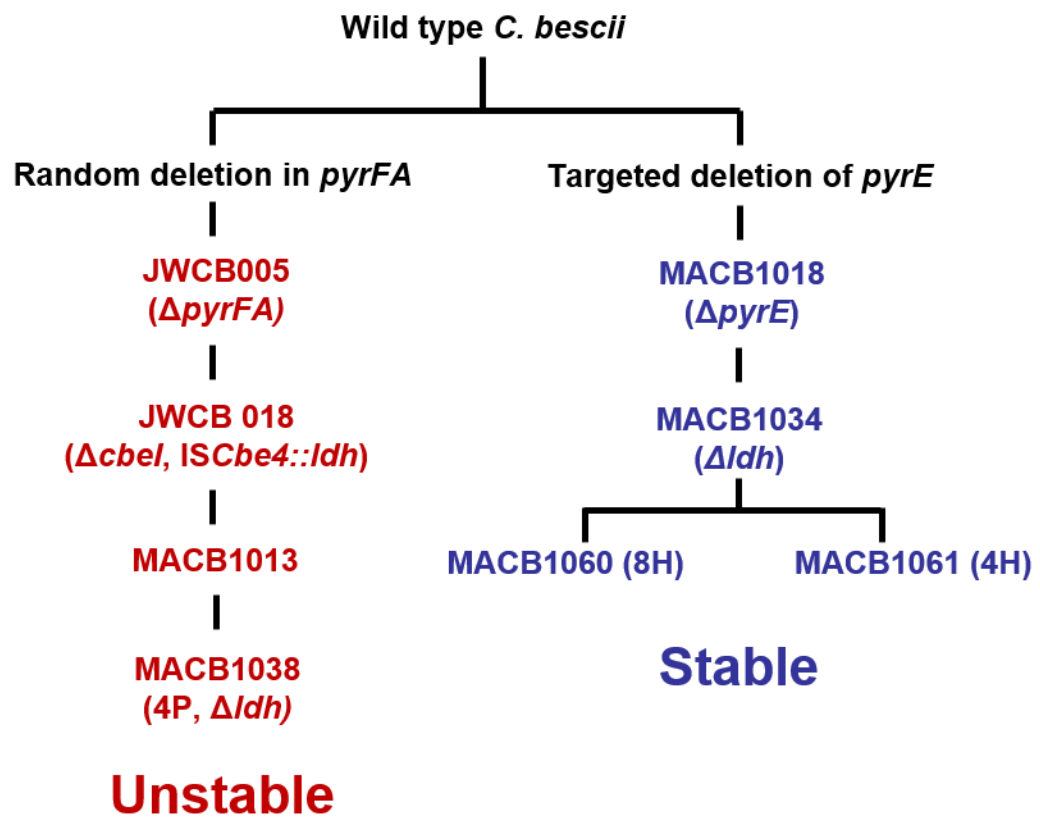 Wild type C. bescii
Random deletion in pyrFA
Targeted deletion of pyrE
JWCB005
(ΔpyrFA)
MACB1018
(ΔpyrE)
JWCB 018
(ΔcbeI, ISCbe4::ldh)
MACB1034
(Δldh)
MACB1013
MACB1060 (8H)
MACB1061 (4H)
MACB1038
(4P, Δldh)
Stable
Unstable